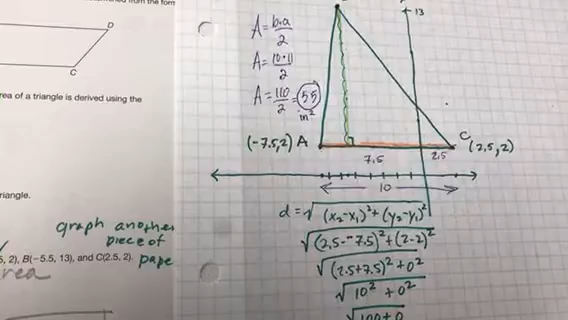 D
C
rea of a triangle is derived using the
riangle.
graph another
piece of
5, 2), B(-5.5, 13), and C(2.5, 2). pape
rea
A = b·a/2
A = 10·11/2
A = 110/2 = 55 in²
13
(-7.5,2) A
C (2.5, 2)
7.5 2.5
10
d = √(x₂-x₁)²+(y₂-y₁)²
√(2.5--7.5)²+(2-2)²
√(2.5+7.5)²+0²
√10² + 0²
√100+0